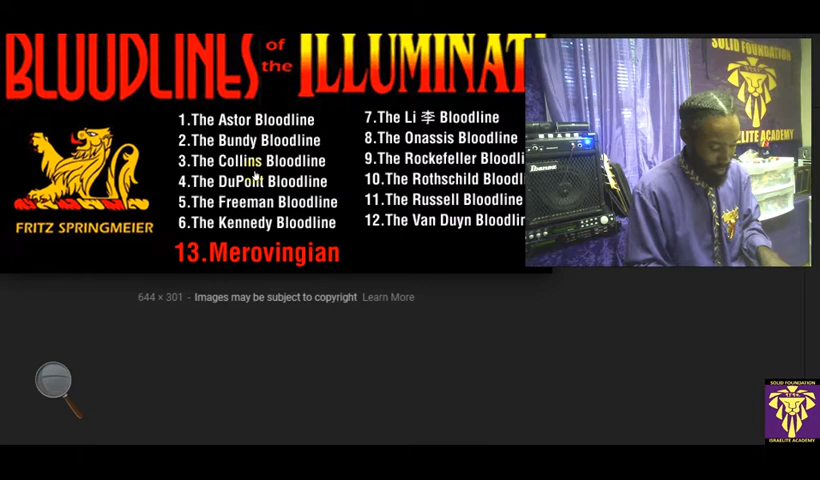 BLOODLINES of the ILLUMINATI
1.The Astor Bloodline
2.The Bundy Bloodline
3.The Collins Bloodline
4.The DuPont Bloodline
5.The Freeman Bloodline
6.The Kennedy Bloodline
7.The Li 李 Bloodline
8.The Onassis Bloodline
9.The Rockefeller Bloodli
10.The Rothschild Bloodl
11.The Russell Bloodline
12.The Van Duyn Bloodlin
13.Merovingian
FRITZ SPRINGMEIER
644 × 301 - Images may be subject to copyright Learn More
SOLID FOUNDATION
ISRAELITE ACADEMY
Ibanez
SOLID FOUNDATION
ISRAELITE ACADEMY